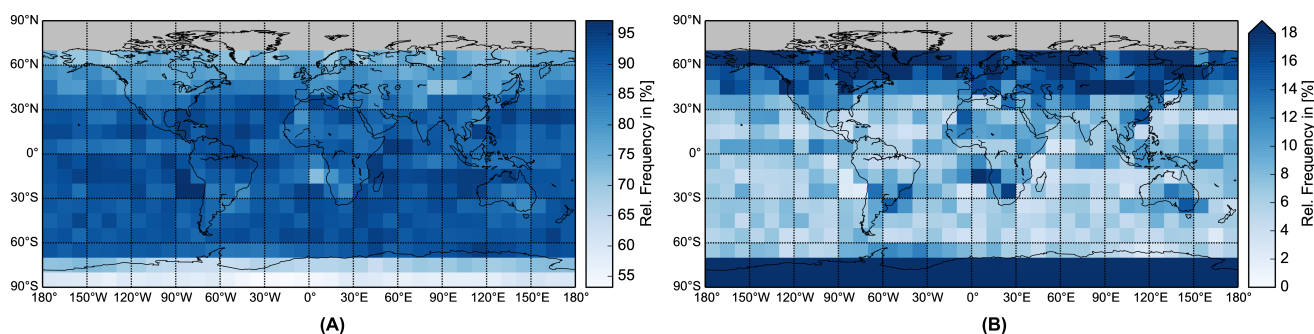 90°N
60°N
30°N
0°
30°S
60°S
90°S
180°
150°W
120°W
90°W
60°W
30°W
0°
30°E
60°E
90°E
120°E
150°E
180°
95
90
85
80
75
70
65
60
55
Rel. Frequency in [%]
(A)
90°N
60°N
30°N
0°
30°S
60°S
90°S
180°
150°W
120°W
90°W
60°W
30°W
0°
30°E
60°E
90°E
120°E
150°E
180°
18
16
14
12
10
8
6
4
2
0
Rel. Frequency in [%]
(B)